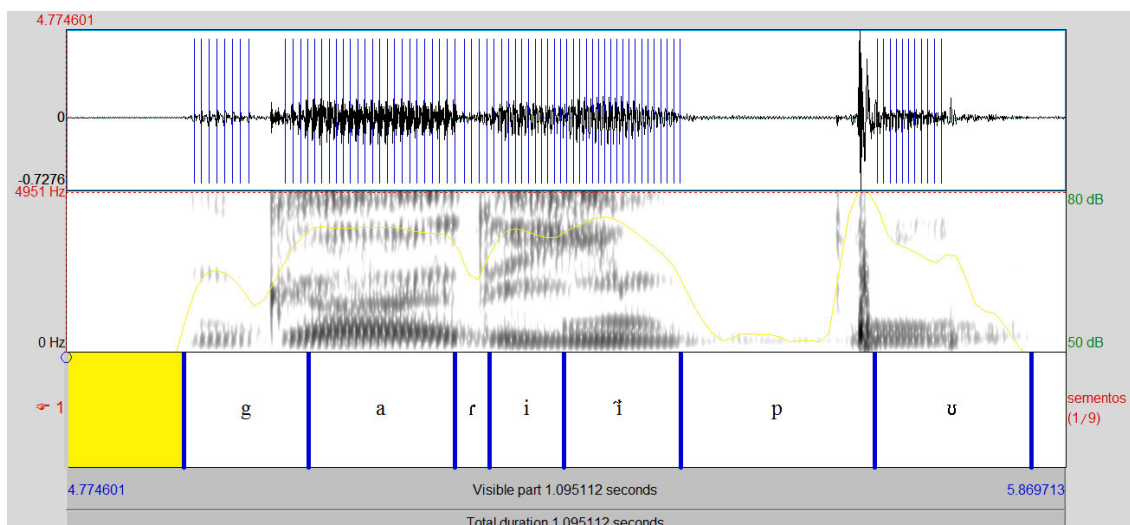 4.774601
0
-0.7276
4951 Hz
80 dB
0 Hz
50 dB
☞ 1
g a ɾ i p ʊ
sementos
(1/9)
4.774601 Visible part 1.095112 seconds 5.869713
Total duration 1.095112 seconds